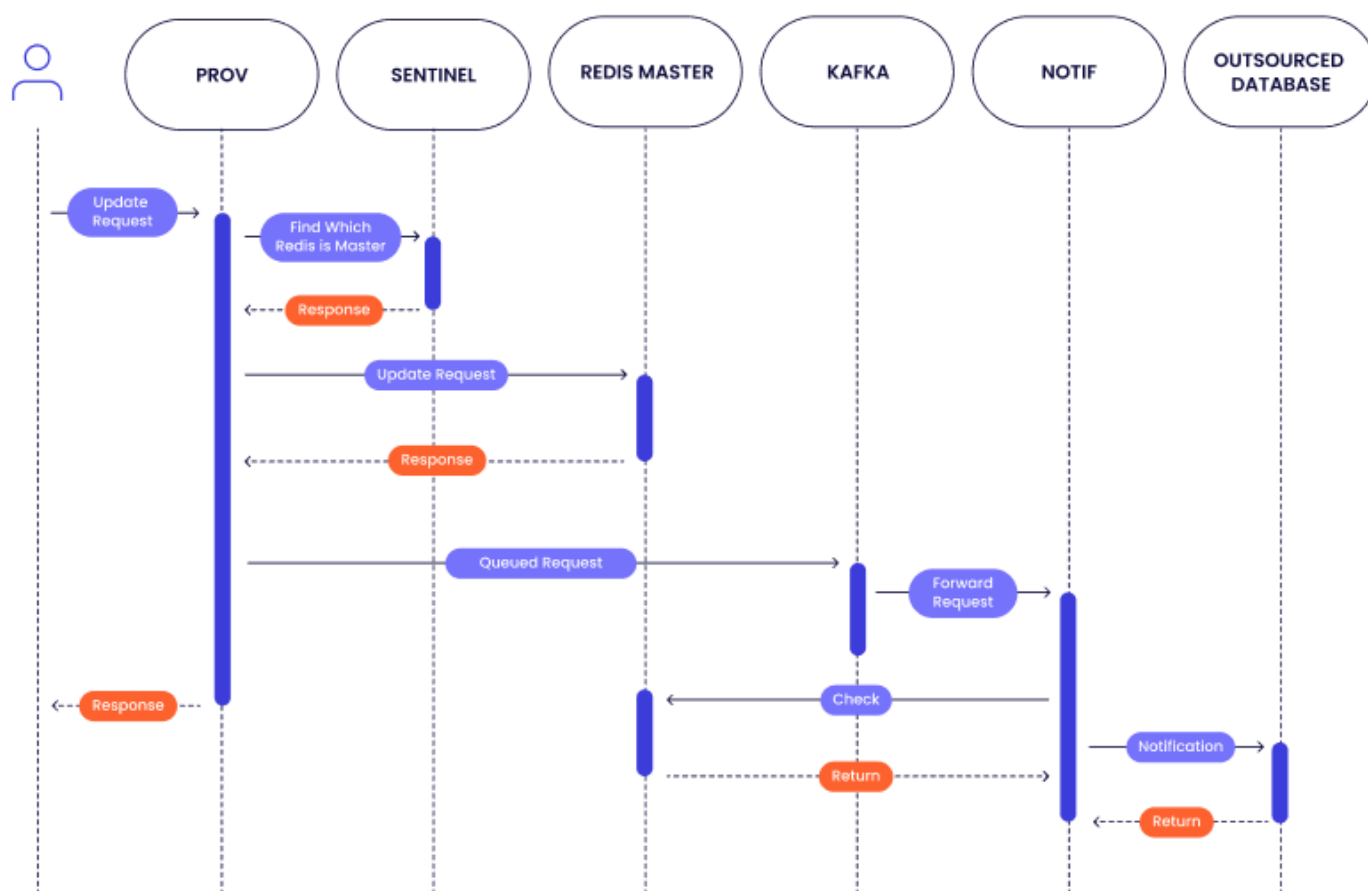 PROV
SENTINEL
REDIS MASTER
KAFKA
NOTIF
OUTSOURCED
DATABASE
Update
Request
Find Which
Redis is Master
Response
Update Request
Response
Queued Request
Forward
Request
Check
Response
Notification
Return
Return